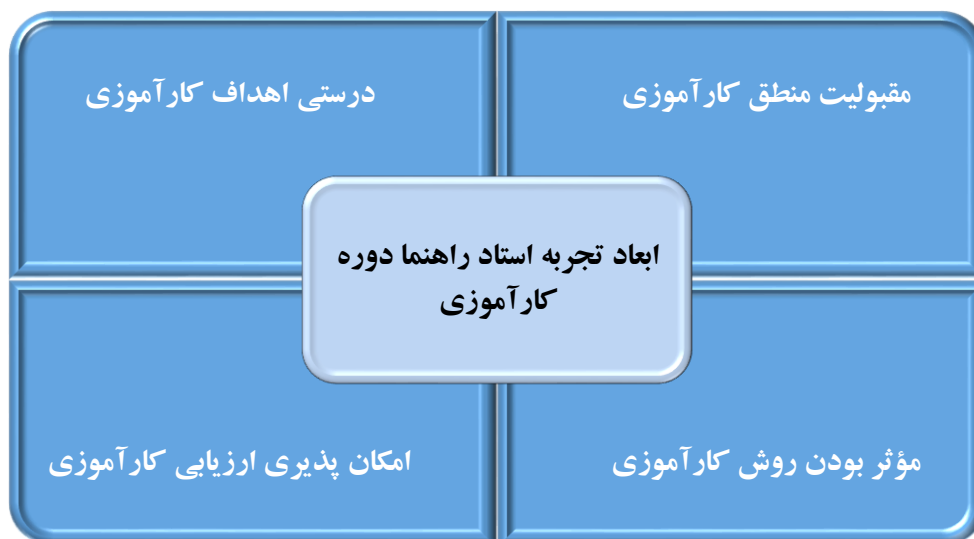 مقبولیت منطق کارآموزی
درستی اهداف کارآموزی
ابعاد تجربه استاد راهنما دوره
کارآموزی
مؤثر بودن روش کارآموزی
امکان پذیری ارزیابی کارآموزی